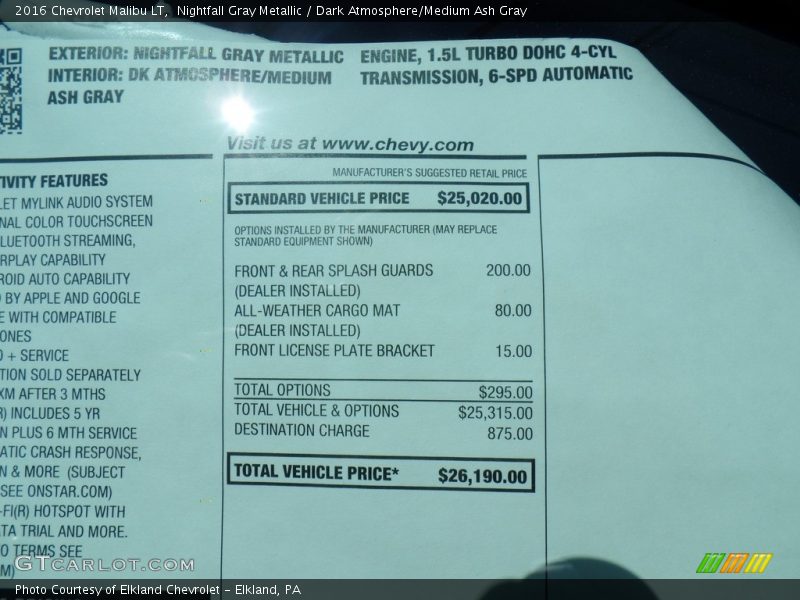 2016 Chevrolet Malibu LT,  Nightfall Gray Metallic / Dark Atmosphere/Medium Ash Gray
EXTERIOR: NIGHTFALL GRAY METALLIC
INTERIOR: DK ATMOSPHERE/MEDIUM
ASH GRAY
ENGINE, 1.5L TURBO DOHC 4-CYL
TRANSMISSION, 6-SPD AUTOMATIC
Visit us at www.chevy.com
TIVITY FEATURES
LET MYLINK AUDIO SYSTEM
NAL COLOR TOUCHSCREEN
LUETOOTH STREAMING,
RPLAY CAPABILITY
ROID AUTO CAPABILITY
D BY APPLE AND GOOGLE
E WITH COMPATIBLE
ONES
D + SERVICE
TION SOLD SEPARATELY
XM AFTER 3 MTHS
R) INCLUDES 5 YR
N PLUS 6 MTH SERVICE
ATIC CRASH RESPONSE,
N & MORE (SUBJECT
SEE ONSTAR.COM)
-FI(R) HOTSPOT WITH
TA TRIAL AND MORE.
O TERMS SEE
M)
MANUFACTURER'S SUGGESTED RETAIL PRICE
STANDARD VEHICLE PRICE $25,020.00
OPTIONS INSTALLED BY THE MANUFACTURER (MAY REPLACE
STANDARD EQUIPMENT SHOWN)
FRONT & REAR SPLASH GUARDS 200.00
(DEALER INSTALLED)
ALL-WEATHER CARGO MAT 80.00
(DEALER INSTALLED)
FRONT LICENSE PLATE BRACKET 15.00
TOTAL OPTIONS $295.00
TOTAL VEHICLE & OPTIONS $25,315.00
DESTINATION CHARGE 875.00
TOTAL VEHICLE PRICE* $26,190.00
GTcarlot.com
Photo Courtesy of Elkland Chevrolet - Elkland, PA